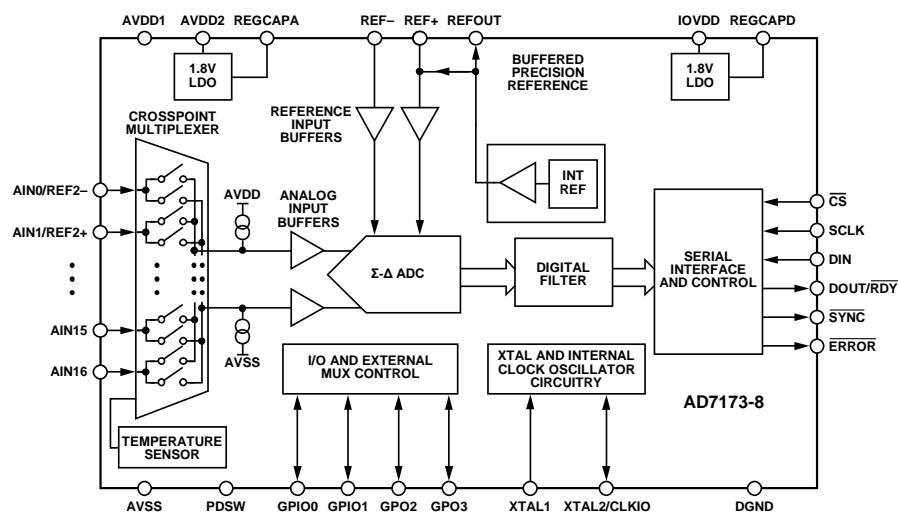 AVDD1 AVDD2 REGCAPA REF– REF+ REFOUT IOVDD REGCAPD
1.8V
LDO
BUFFERED
PRECISION
REFERENCE
1.8V
LDO
CROSSPOINT
MULTIPLEXER
REFERENCE
INPUT
BUFFERS
INT
REF
AIN0/REF2–
AIN1/REF2+
AVDD
ANALOG
INPUT
BUFFERS
Σ-Δ ADC
DIGITAL
FILTER
SERIAL
INTERFACE
AND CONTROL
CS
SCLK
DIN
DOUT/RDY
SYNC
ERROR
AIN15
AIN16
AVSS
I/O AND EXTERNAL
MUX CONTROL
XTAL AND INTERNAL
CLOCK OSCILLATOR
CIRCUITRY
AD7173-8
TEMPERATURE
SENSOR
AVSS PDSW GPIO0 GPIO1 GPO2 GPO3 XTAL1 XTAL2/CLKIO DGND